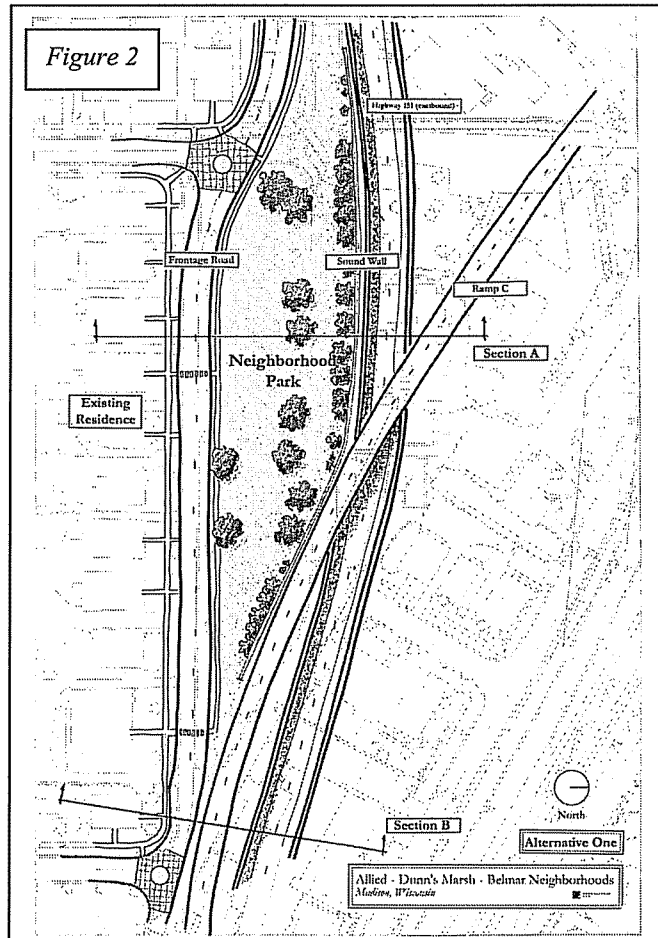 Figure 2
Highway 151 (eastbound)
Frontage Road
Sound Wall
Ramp C
Section A
Neighborhood
Park
Existing
Residence
North
Section B
Alternative One
Allied - Dunn's Marsh - Belmar Neighborhoods
Madison, Wisconsin